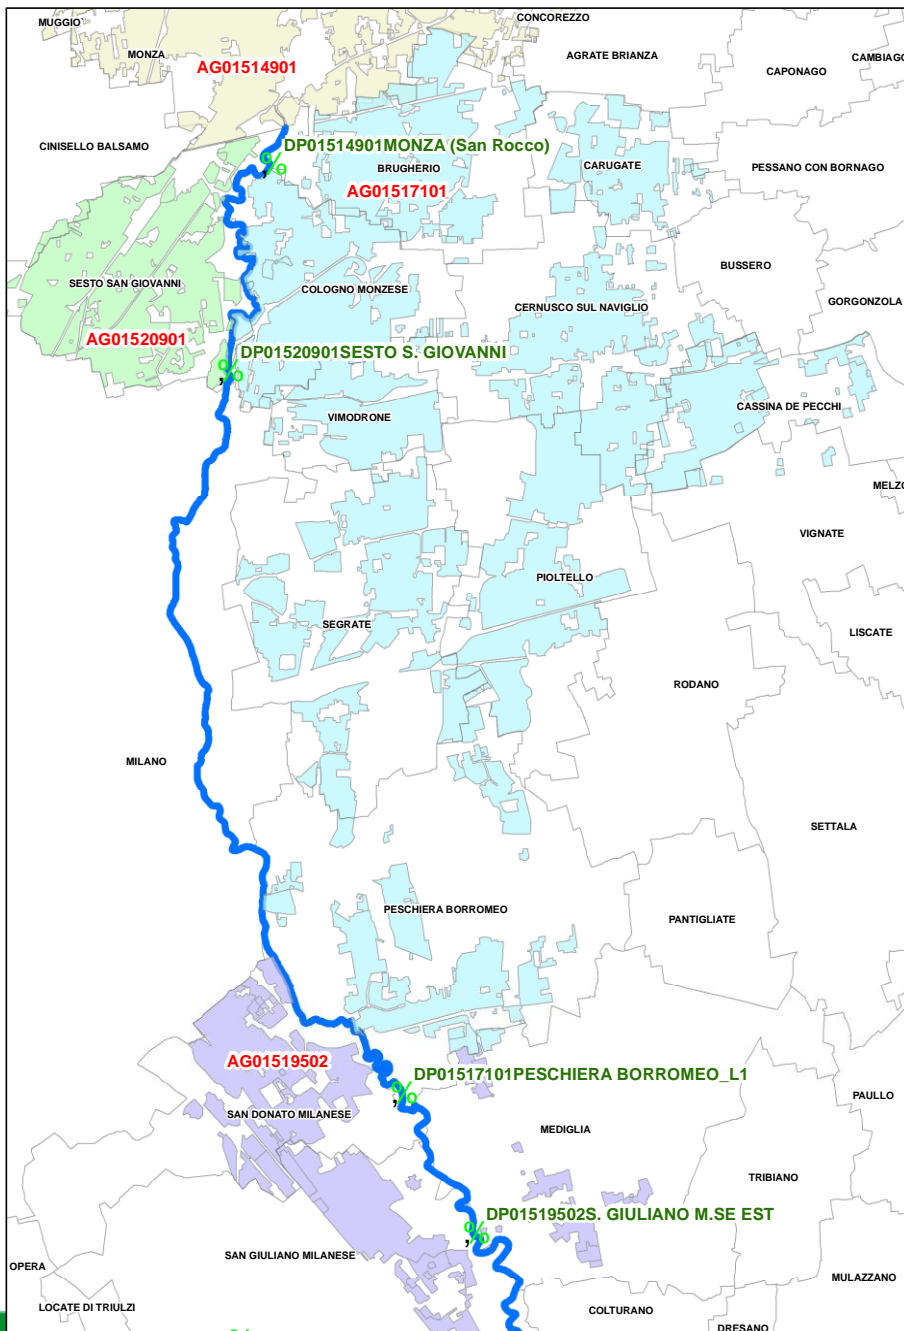 CONCOREZZO
MUGGIO`
MONZA
AGRATE BRIANZA
CAMBIAGO
AG01514901
CAPONAGO
CINISELLO BALSAMO
DP01514901MONZA (San Rocco)
%
BRUGHERIO
CARUGATE
PESSANO CON BORNAGO
AG01517101
BUSSERO
SESTO SAN GIOVANNI
COLOGNO MONZESE
GORGONZOLA
CERNUSCO SUL NAVIGLIO
AG01520901
DP01520901SESTO S. GIOVANNI
%
CASSINA DE PECCHI
VIMODRONE
MELZO
VIGNATE
PIOLTELLO
SEGRATE
LISCATE
RODANO
MILANO
SETTALA
PESCHIERA BORROMEO
PANTIGLIATE
AG01519502
DP01517101PESCHIERA BORROMEO_L1
%
PAULLO
SAN DONATO MILANESE
MEDIGLIA
TRIBIANO
DP01519502S. GIULIANO M.SE EST
%
SAN GIULIANO MILANESE
OPERA
MULAZZANO
LOCATE DI TRIULZI
COLTURANO
DRESANO